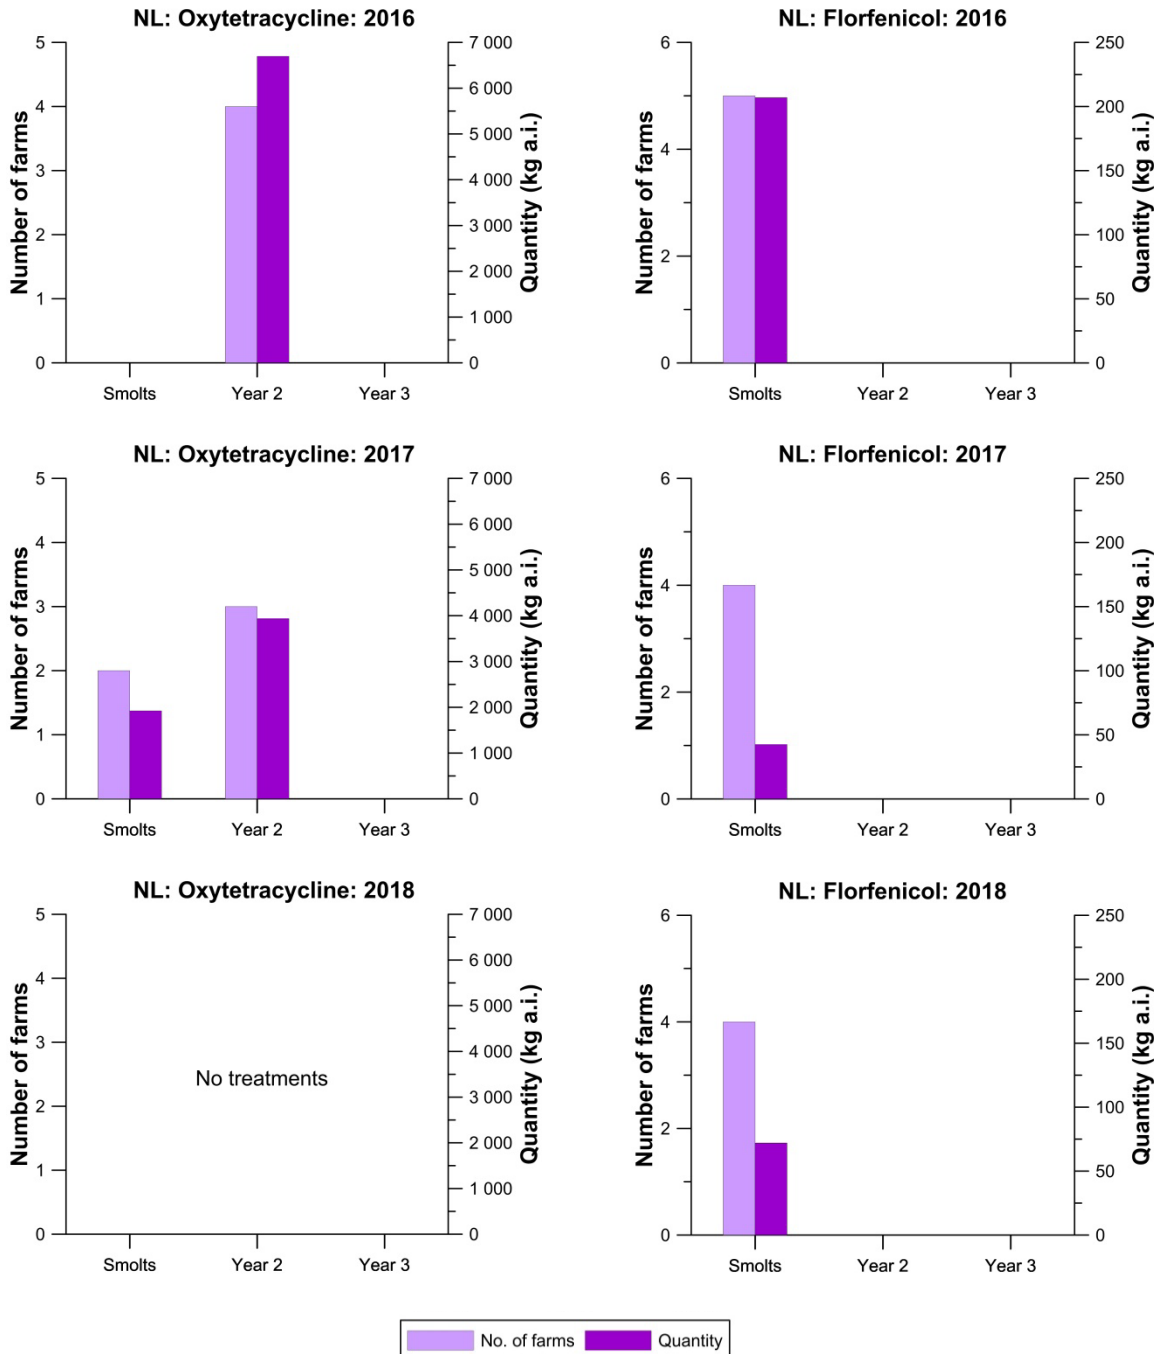 NL: Oxytetracycline: 2016
Number of farms
5
4
3
2
1
0
7 000
6 000
5 000
4 000
3 000
2 000
1 000
0
Quantity (kg a.i.)
Smolts Year 2 Year 3
NL: Florfenicol: 2016
Number of farms
6
4
2
0
250
200
150
100
50
0
Quantity (kg a.i.)
Smolts Year 2 Year 3
NL: Oxytetracycline: 2017
Number of farms
5
4
3
2
1
0
7 000
6 000
5 000
4 000
3 000
2 000
1 000
0
Quantity (kg a.i.)
Smolts Year 2 Year 3
NL: Florfenicol: 2017
Number of farms
6
4
2
0
250
200
150
100
50
0
Quantity (kg a.i.)
Smolts Year 2 Year 3
NL: Oxytetracycline: 2018
Number of farms
5
4
3
2
1
0
No treatments
7 000
6 000
5 000
4 000
3 000
2 000
1 000
0
Quantity (kg a.i.)
Smolts Year 2 Year 3
NL: Florfenicol: 2018
Number of farms
6
4
2
0
250
200
150
100
50
0
Quantity (kg a.i.)
Smolts Year 2 Year 3
No. of farms Quantity